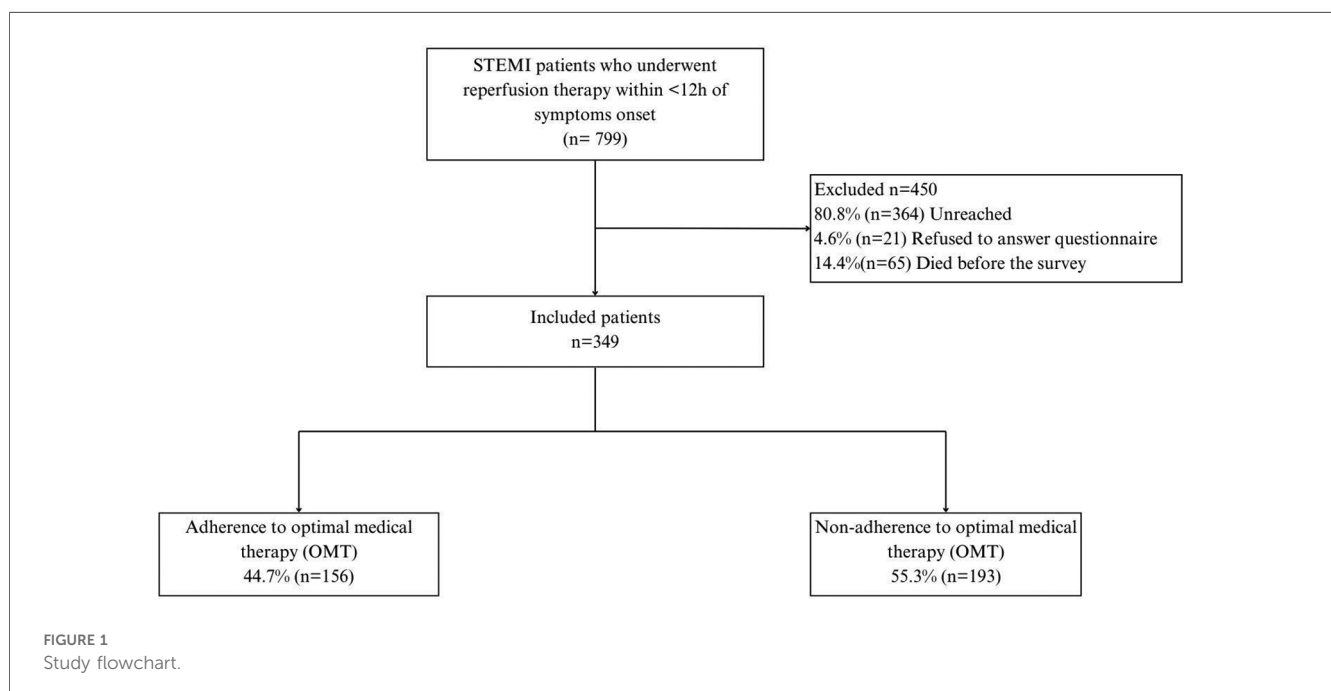 STEMI patients who underwent
reperfusion therapy within <12h of
symptoms onset
(n= 799)
Excluded n=450
80.8% (n=364) Unreached
4.6% (n=21) Refused to answer questionnaire
14.4%(n=65) Died before the survey
Included patients
n=349
Adherence to optimal medical
therapy (OMT)
44.7% (n=156)
Non-adherence to optimal medical
therapy (OMT)
55.3% (n=193)
FIGURE 1
Study flowchart.